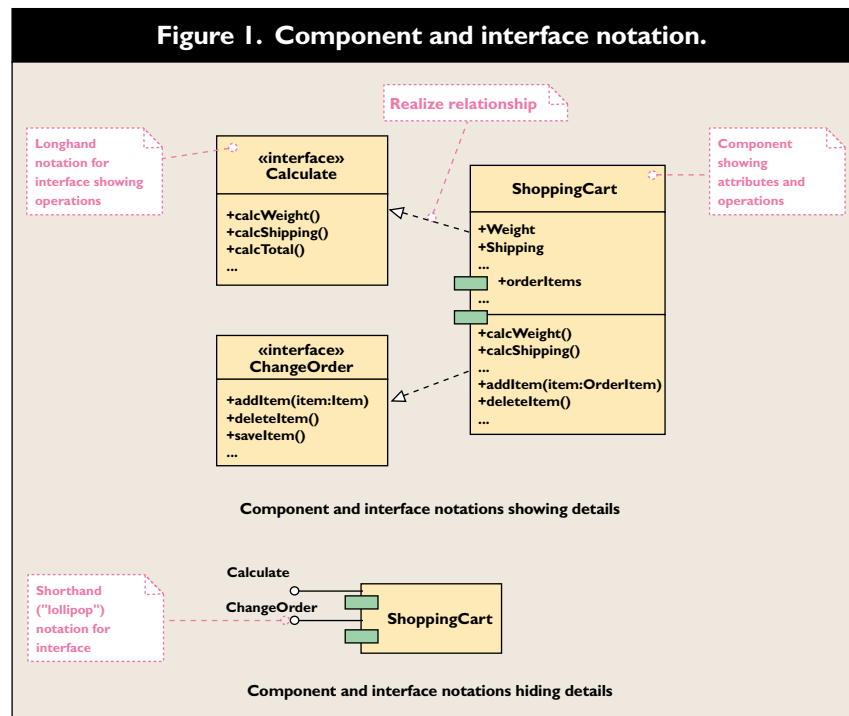 Figure 1. Component and interface notation.
Realize relationship
Longhand
notation for
interface showing
operations
«interface»
Calculate
+calcWeight()
+calcShipping()
+calcTotal()
...
ShoppingCart
+Weight
+Shipping
...
+orderItems
...
+calcWeight()
+calcShipping()
...
+addItem(item:OrderItem)
+deleteItem()
...
Component
showing
attributes and
operations
«interface»
ChangeOrder
+addItem(item:Item)
+deleteItem()
+saveItem()
...
Component and interface notations showing details
Shorthand
("lollipop")
notation for
interface
Calculate
ChangeOrder
ShoppingCart
Component and interface notations hiding details